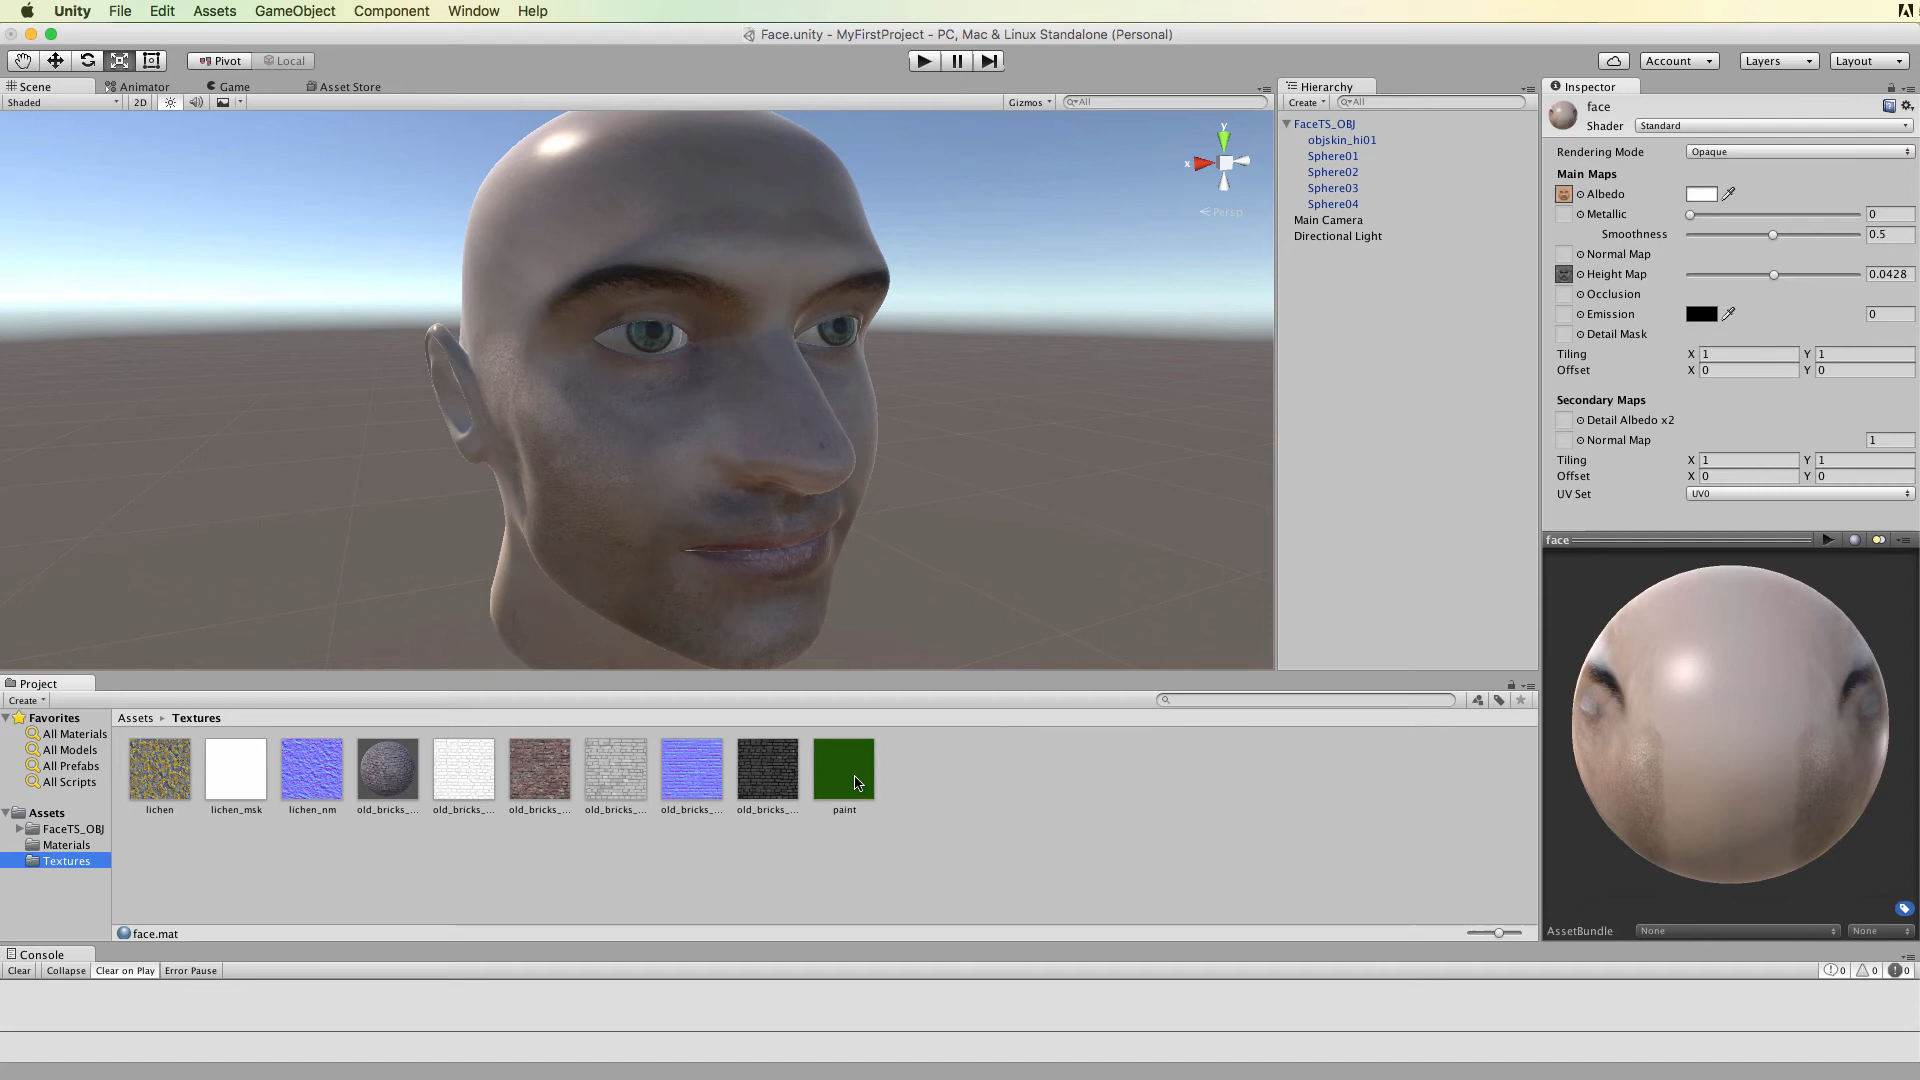 Unity File Edit Assets GameObject Component Window Help
Face.unity - MyFirstProject - PC, Mac & Linux Standalone (Personal)
Pivot Local Account Layers Layout
Scene Animator Game Asset Store
Shaded 2D Gizmos All
y
x
Persp
Hierarchy
Create All
FaceTS_OBJ
objskin_hi01
Sphere01
Sphere02
Sphere03
Sphere04
Main Camera
Directional Light
Inspector
face
Shader Standard
Rendering Mode Opaque
Main Maps
Albedo
Metallic 0
Smoothness 0.5
Normal Map
Height Map 0.0428
Occlusion
Emission 0
Detail Mask
Tiling X 1 Y 1
Offset X 0 Y 0
Secondary Maps
Detail Albedo x2
Normal Map 1
Tiling X 1 Y 1
Offset X 0 Y 0
UV Set UV0
face
AssetBundle None None
Project
Create
Favorites
All Materials
All Models
All Prefabs
All Scripts
Assets
FaceTS_OBJ
Materials
Textures
Assets Textures
lichen lichen_msk lichen_nm old_bricks_... old_bricks_... old_bricks_... old_bricks_... old_bricks_... old_bricks_... paint
face.mat
Console
Clear Collapse Clear on Play Error Pause 0 0 0